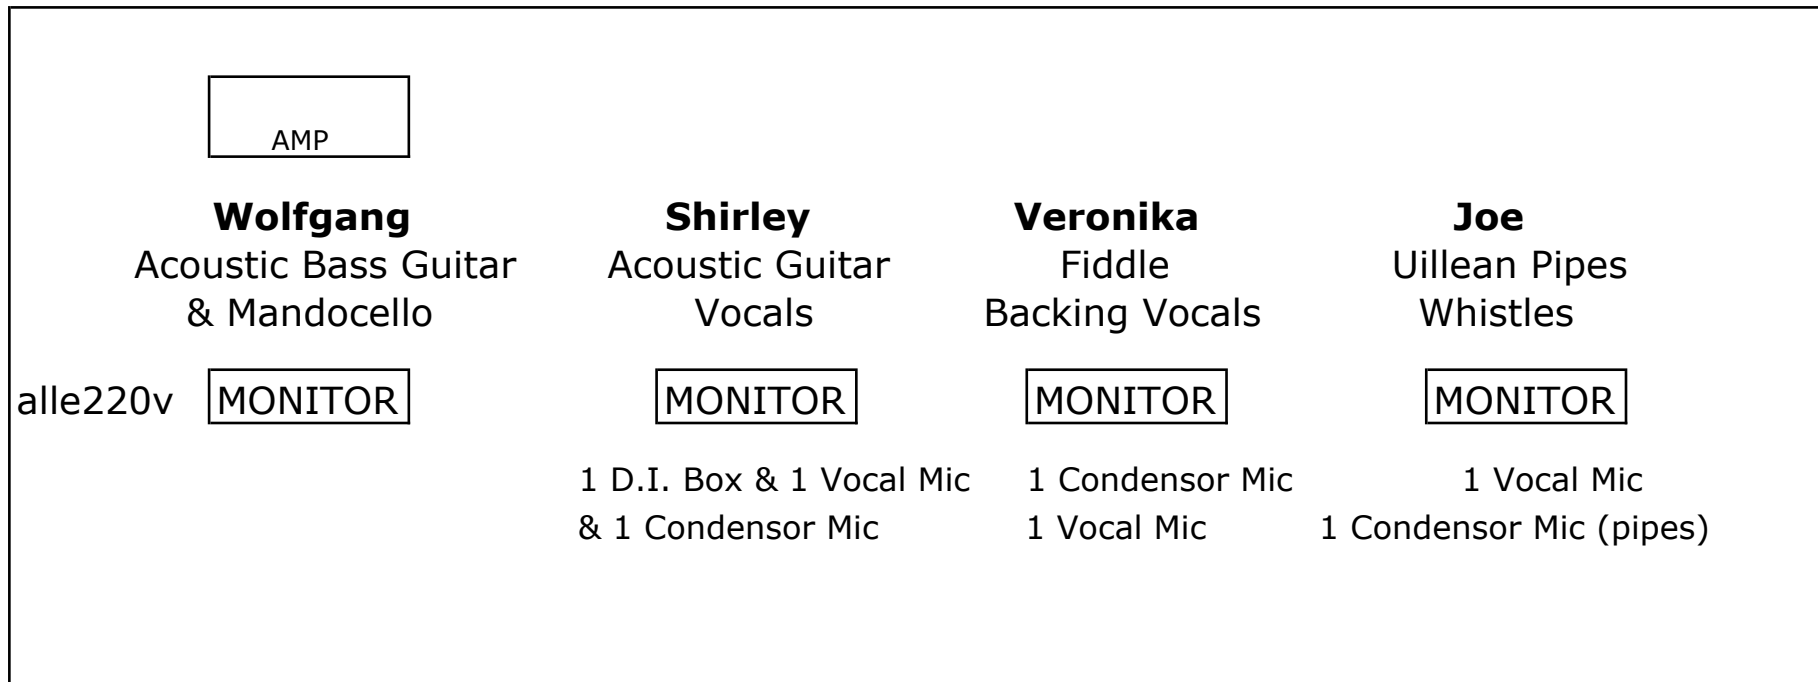 AMP
Wolfgang Shirley Veronika Joe
Acoustic Bass Guitar Acoustic Guitar Fiddle Uillean Pipes
& Mandocello Vocals Backing Vocals Whistles
alle220v MONITOR MONITOR MONITOR MONITOR
1 D.I. Box & 1 Vocal Mic 1 Condensor Mic 1 Vocal Mic
& 1 Condensor Mic 1 Vocal Mic 1 Condensor Mic (pipes)